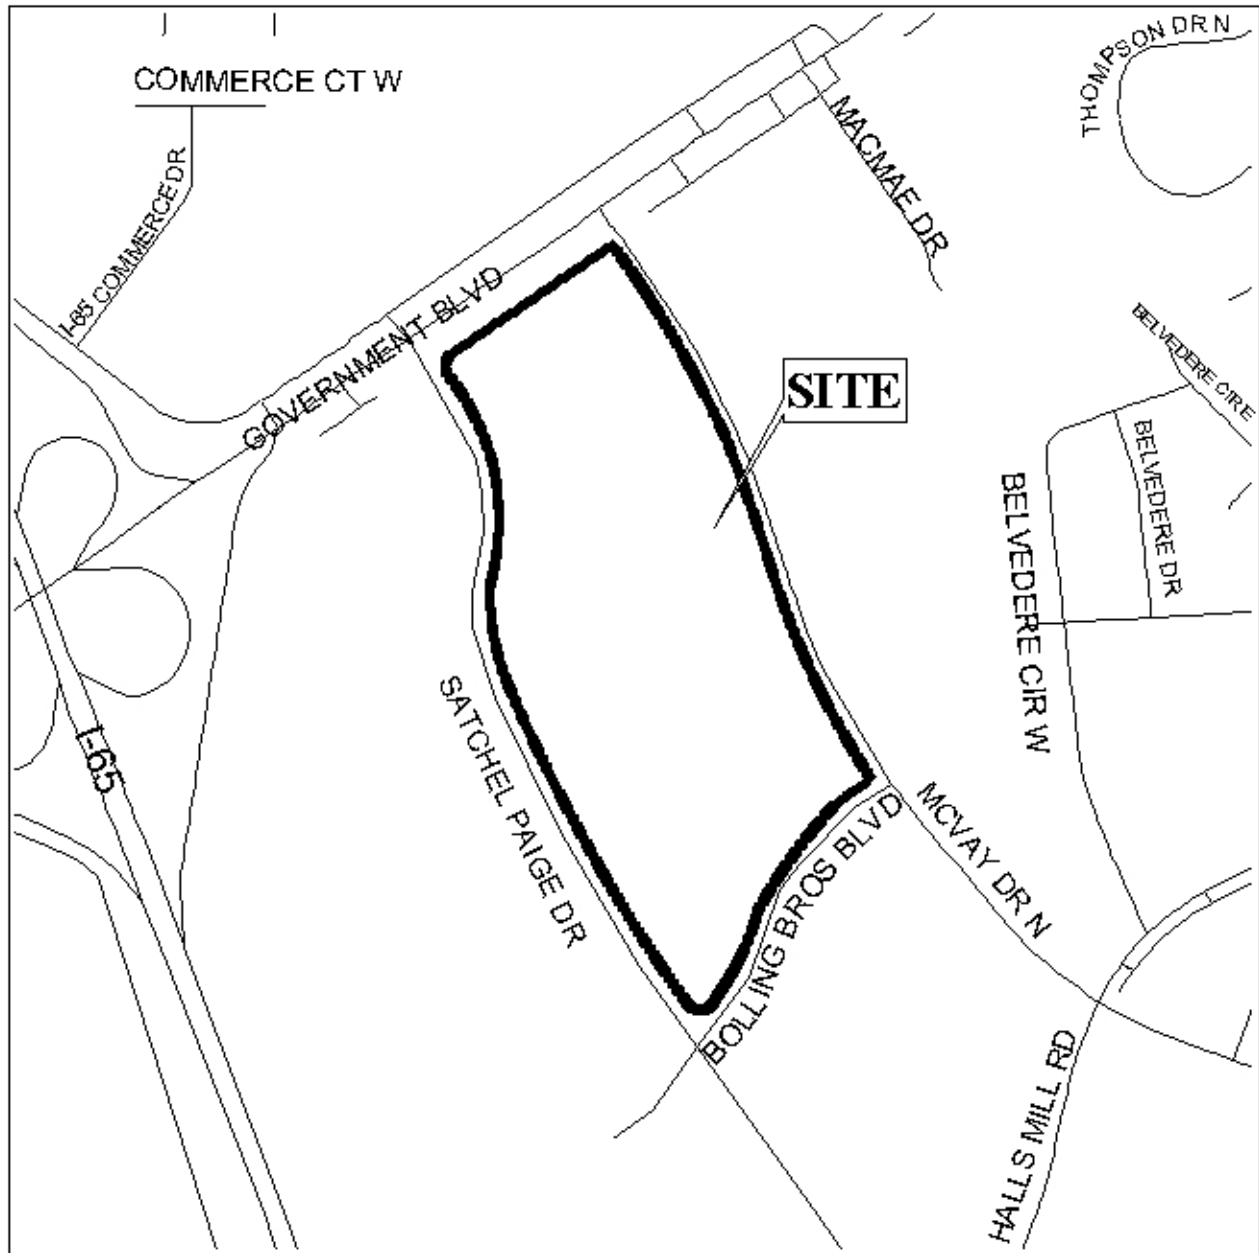 THOMPSON DR N
COMMERCE CT W
MACMAE DR
I-65 COMMERCE DR
GOVERNMENT BLVD
BELVEDERE CIR E
SITE
BELVEDERE DR
BELVEDERE CIR W
SATCHEL PAIGE DR
I-65
MCVAY DR N
BOLLING BROS BLVD
HALLS MILL RD